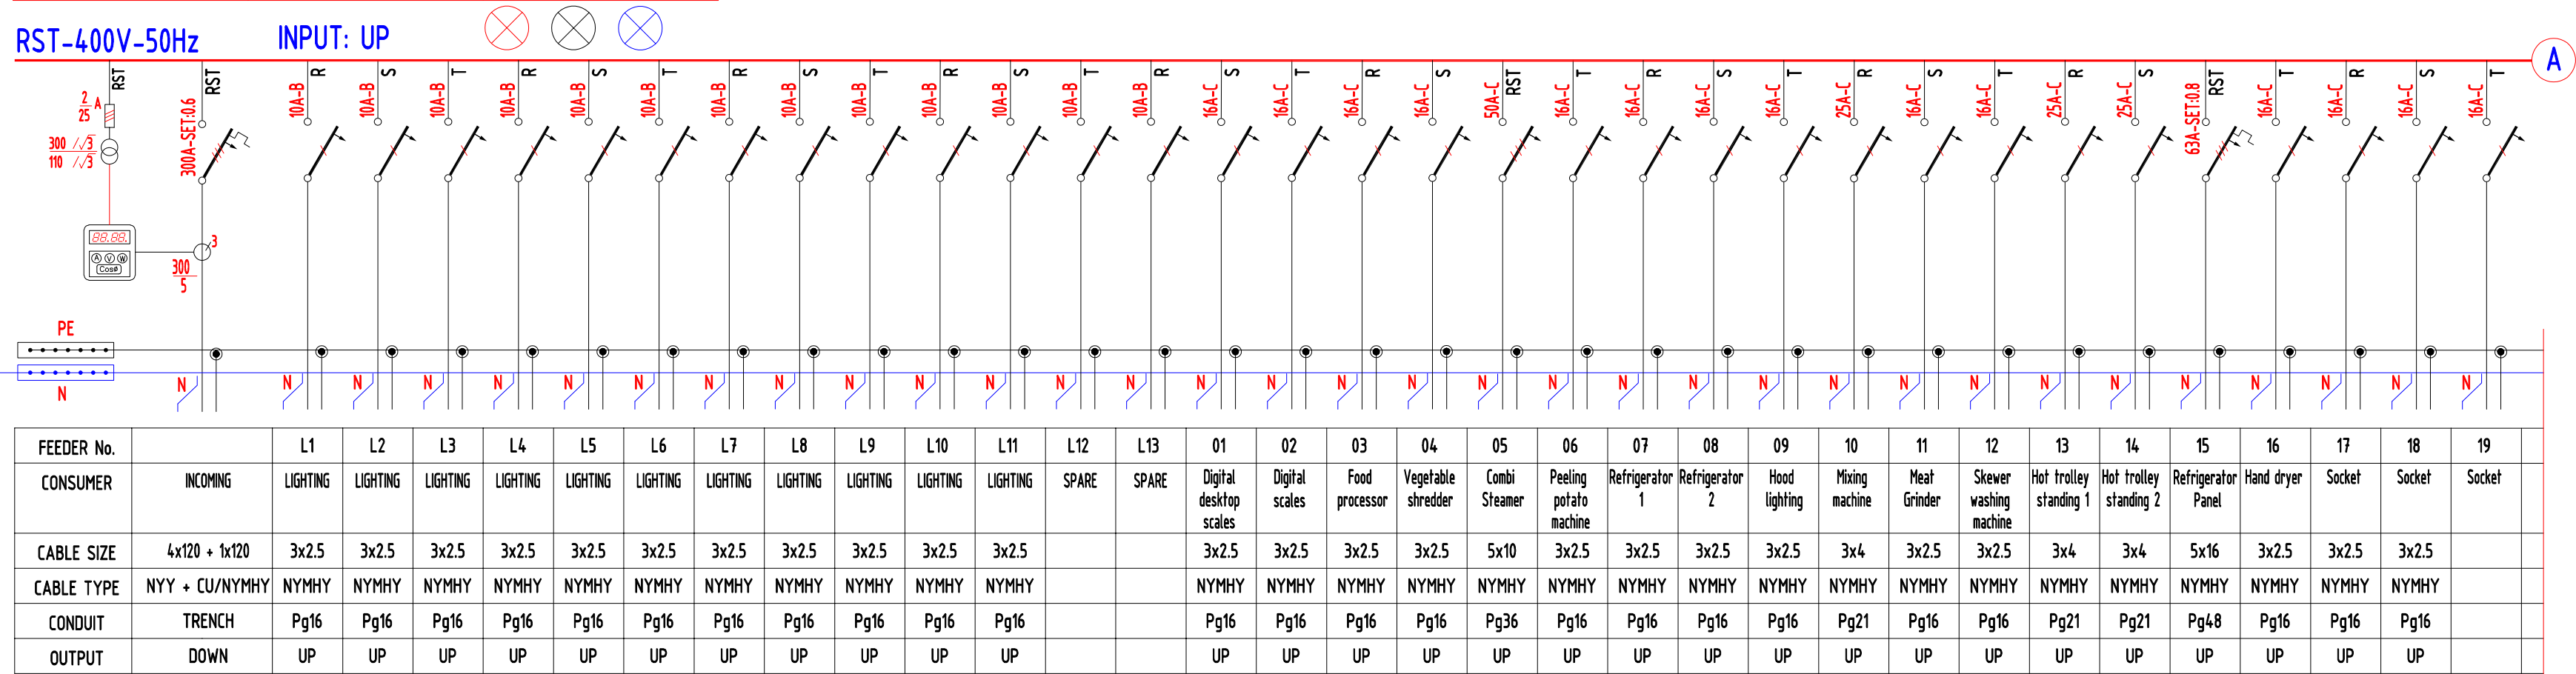 RST-400V-50Hz INPUT: UP
A
RST RST R S T R S T R S T R S T R S T R S RST T R S T R S T R S RST T R S T
2/25 A
300 /√3
110 /√3
300A-SET:0.6 10A-B 10A-B 10A-B 10A-B 10A-B 10A-B 10A-B 10A-B 10A-B 10A-B 10A-B 10A-B 10A-B 16A-C 16A-C 16A-C 16A-C 50A-C 16A-C 16A-C 16A-C 16A-C 25A-C 16A-C 16A-C 25A-C 25A-C 63A-SET:0.8 16A-C 16A-C 16A-C 16A-C
88.88.
A V W
CosØ
3
300/5
PE
N
N N N N N N N N N N N N N N N N N N N N N N N N N N N N N N N N N
FEEDER No. L1 L2 L3 L4 L5 L6 L7 L8 L9 L10 L11 L12 L13 01 02 03 04 05 06 07 08 09 10 11 12 13 14 15 16 17 18 19
CONSUMER INCOMING LIGHTING LIGHTING LIGHTING LIGHTING LIGHTING LIGHTING LIGHTING LIGHTING LIGHTING LIGHTING LIGHTING SPARE SPARE
Digital
desktop
scales
Digital
scales
Food
processor
Vegetable
shredder
Combi
Steamer
Peeling
potato
machine
Refrigerator
1
Refrigerator
2
Hood
lighting
Mixing
machine
Meat
Grinder
Skewer
washing
machine
Hot trolley
standing 1
Hot trolley
standing 2
Refrigerator
Panel
Hand dryer
Socket
Socket
Socket
CABLE SIZE 4x120 + 1x120 3x2.5 3x2.5 3x2.5 3x2.5 3x2.5 3x2.5 3x2.5 3x2.5 3x2.5 3x2.5 3x2.5 3x2.5 3x2.5 3x2.5 3x2.5 5x10 3x2.5 3x2.5 3x2.5 3x2.5 3x4 3x2.5 3x2.5 3x4 3x4 5x16 3x2.5 3x2.5 3x2.5
CABLE TYPE NYY + CU/NYMHY NYMHY NYMHY NYMHY NYMHY NYMHY NYMHY NYMHY NYMHY NYMHY NYMHY NYMHY NYMHY NYMHY NYMHY NYMHY NYMHY NYMHY NYMHY NYMHY NYMHY NYMHY NYMHY NYMHY NYMHY NYMHY NYMHY NYMHY NYMHY NYMHY
CONDUIT TRENCH Pg16 Pg16 Pg16 Pg16 Pg16 Pg16 Pg16 Pg16 Pg16 Pg16 Pg16 Pg16 Pg16 Pg16 Pg16 Pg36 Pg16 Pg16 Pg16 Pg16 Pg21 Pg16 Pg16 Pg21 Pg21 Pg48 Pg16 Pg16 Pg16
OUTPUT DOWN UP UP UP UP UP UP UP UP UP UP UP UP UP UP UP UP UP UP UP UP UP UP UP UP UP UP UP UP UP